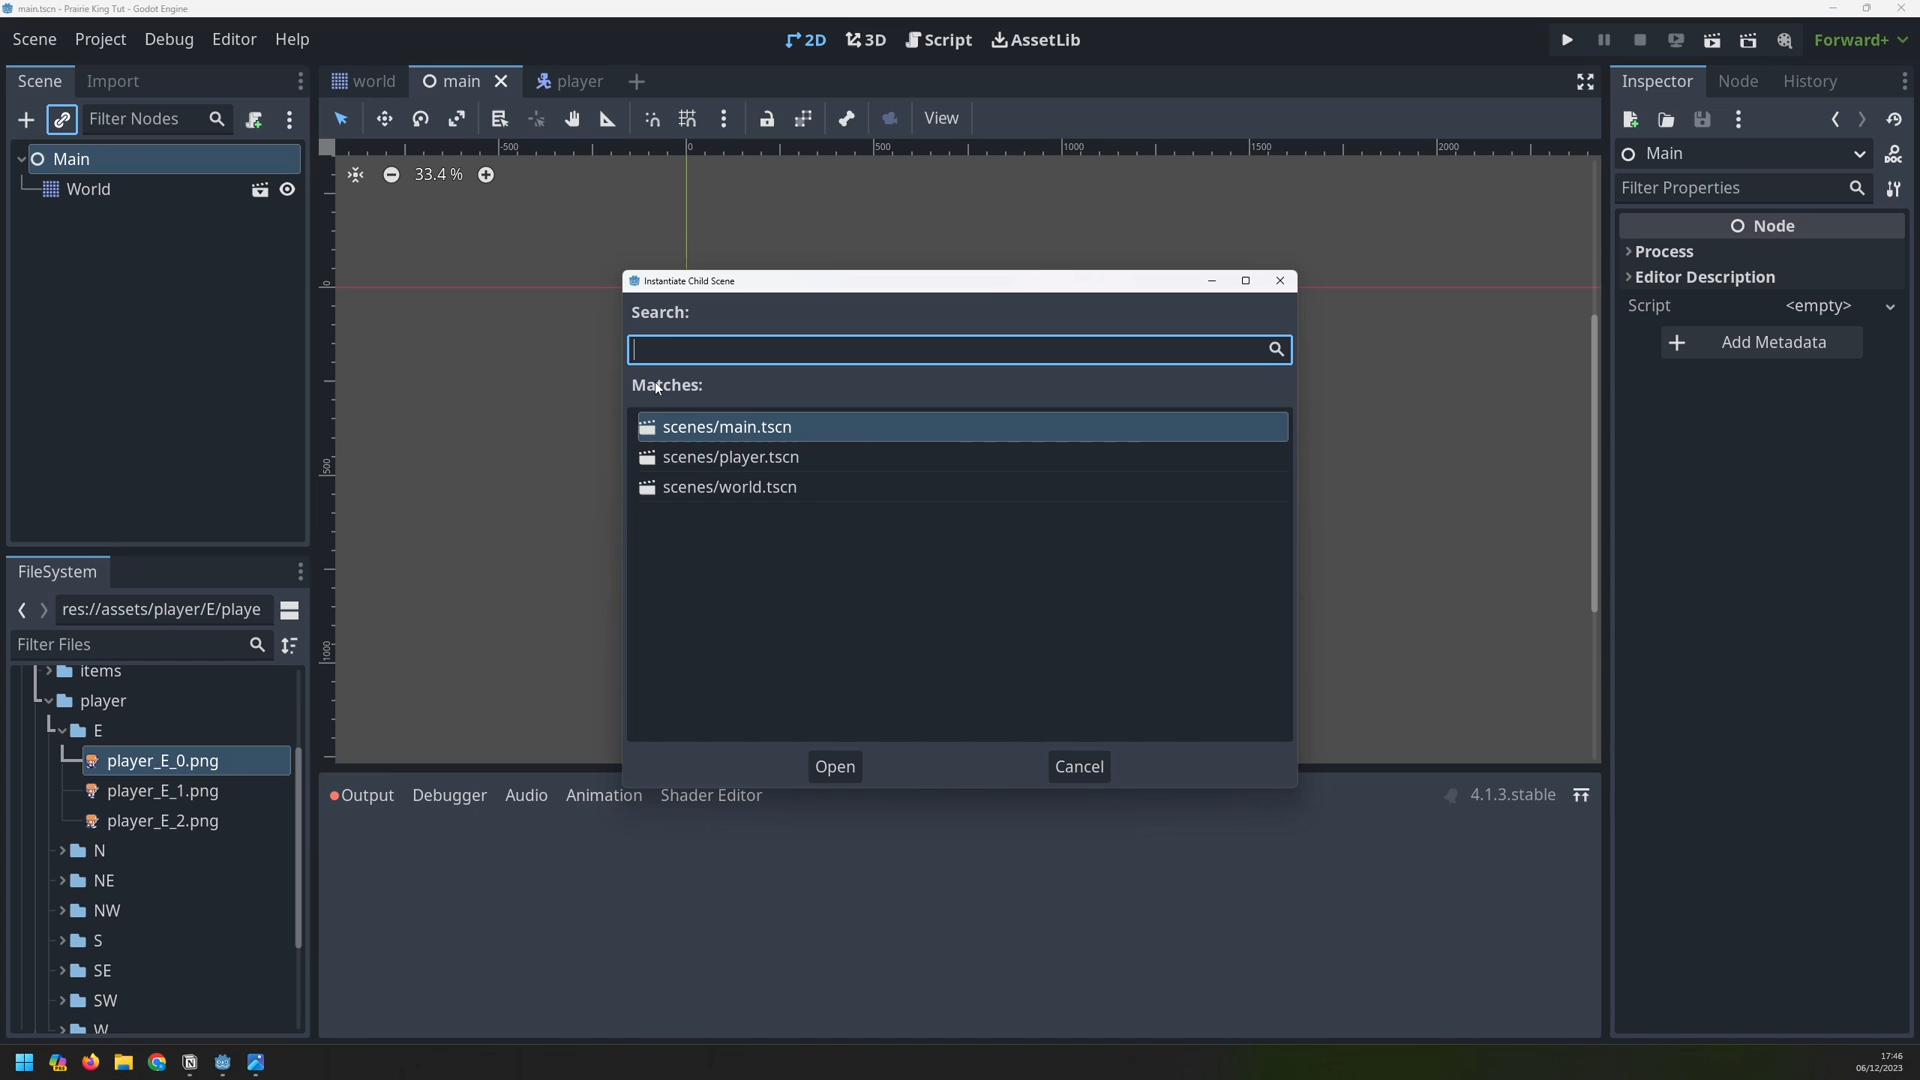 main.tscn - Prairie King Tut - Godot Engine
Scene Project Debug Editor Help
2D 3D Script AssetLib
Forward+
Scene Import
world main player
Inspector Node History
Filter Nodes
View
Main
World
-500 0 500 1000 1500 2000
33.4 %
0
500
1000
Main
Filter Properties
Node
Process
Editor Description
Script <empty>
Add Metadata
Instantiate Child Scene
Search:
Matches:
scenes/main.tscn
scenes/player.tscn
scenes/world.tscn
Open Cancel
FileSystem
res://assets/player/E/playe
Filter Files
items
player
E
player_E_0.png
player_E_1.png
player_E_2.png
N
NE
NW
S
SE
SW
W
Output Debugger Audio Animation Shader Editor
4.1.3.stable
17:46
06/12/2023